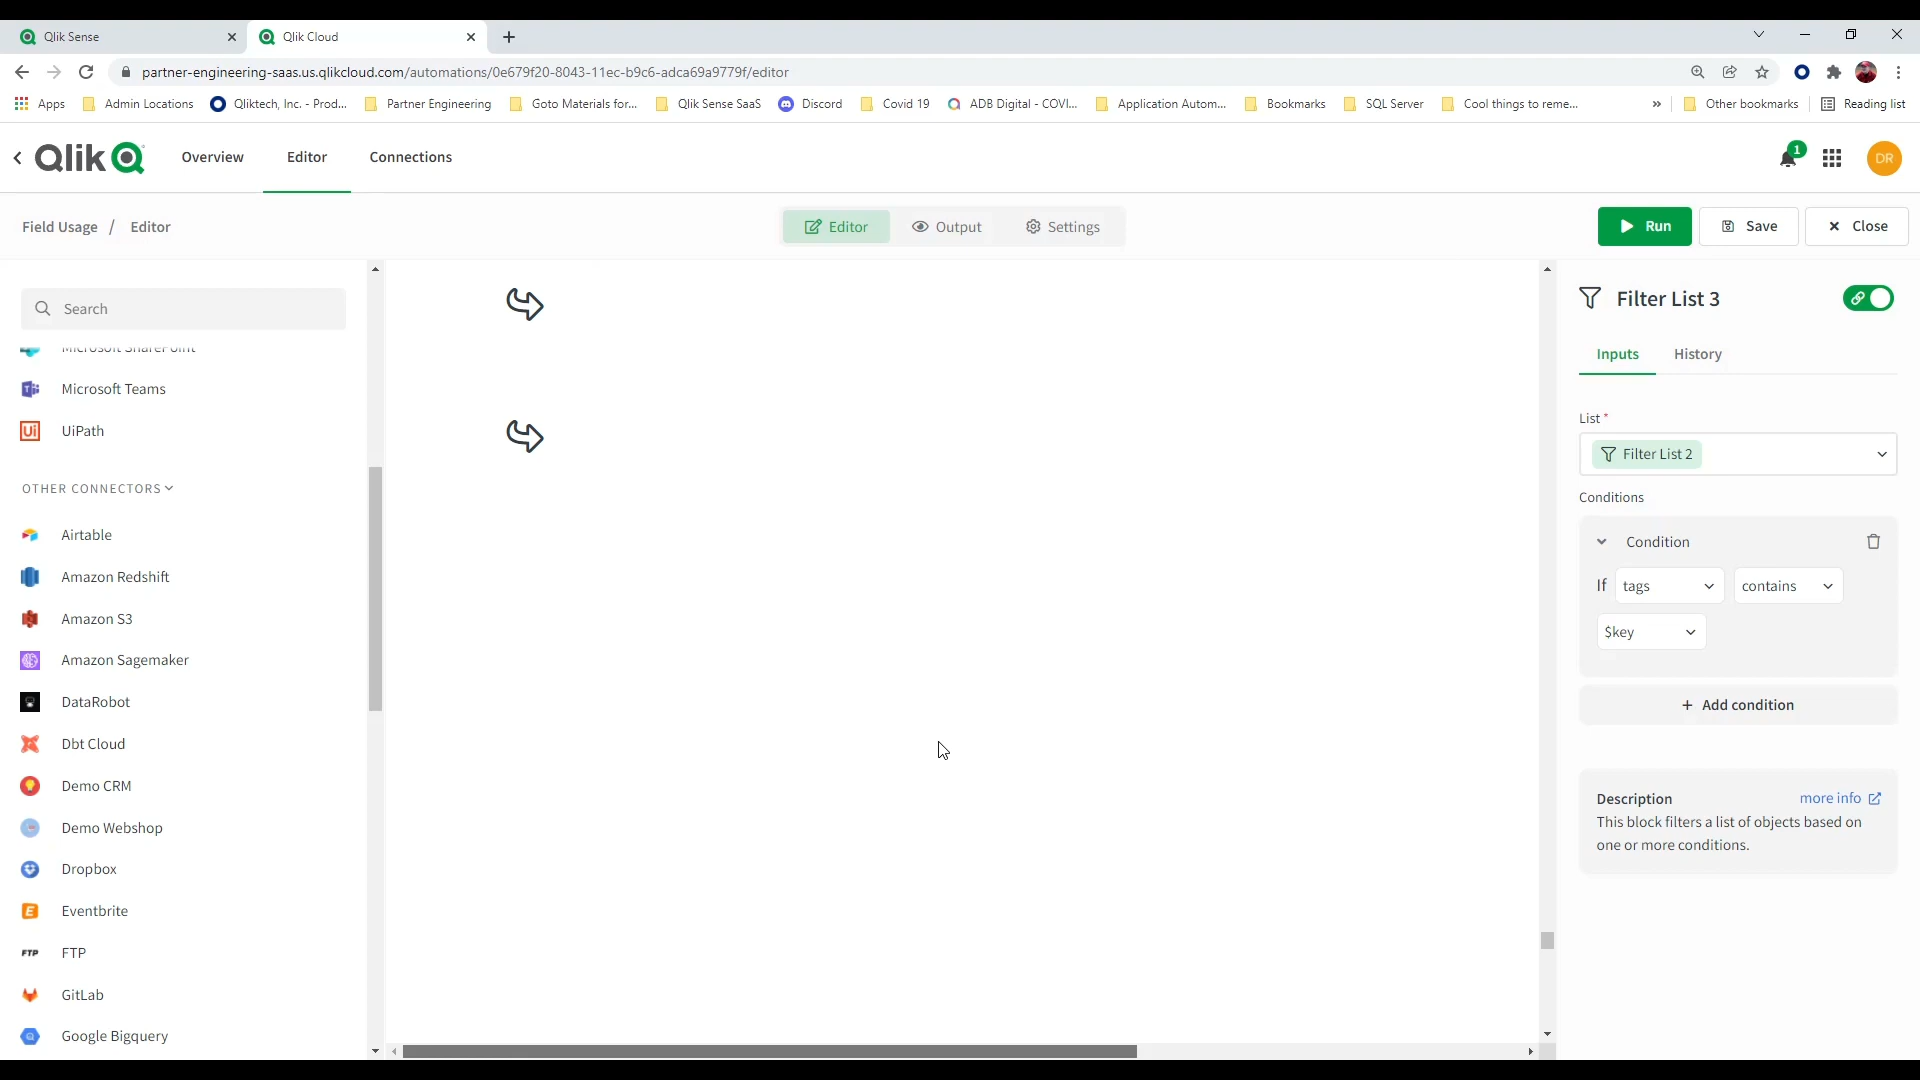 Qlik Sense
Qlik Cloud
partner-engineering-saas.us.qlikcloud.com/automations/0e679f20-8043-11ec-b9c6-adca69a9779f/editor
Apps
Admin Locations
Qliktech, Inc. - Prod...
Partner Engineering
Goto Materials for...
Qlik Sense SaaS
Discord
Covid 19
ADB Digital - COVI...
Application Autom...
Bookmarks
SQL Server
Cool things to reme...
»
Other bookmarks
Reading list
Qlik
Overview
Editor
Connections
1
DR
Field Usage / Editor
Editor
Output
Settings
Run
Save
Close
Search
Microsoft SharePoint
Microsoft Teams
Ui UiPath
OTHER CONNECTORS
Airtable
Amazon Redshift
Amazon S3
Amazon Sagemaker
DataRobot
Dbt Cloud
Demo CRM
Demo Webshop
Dropbox
Eventbrite
FTP FTP
GitLab
Google Bigquery
Filter List 3
Inputs
History
List *
Filter List 2
Conditions
Condition
If tags contains
$key
+ Add condition
Description more info
This block filters a list of objects based on
one or more conditions.